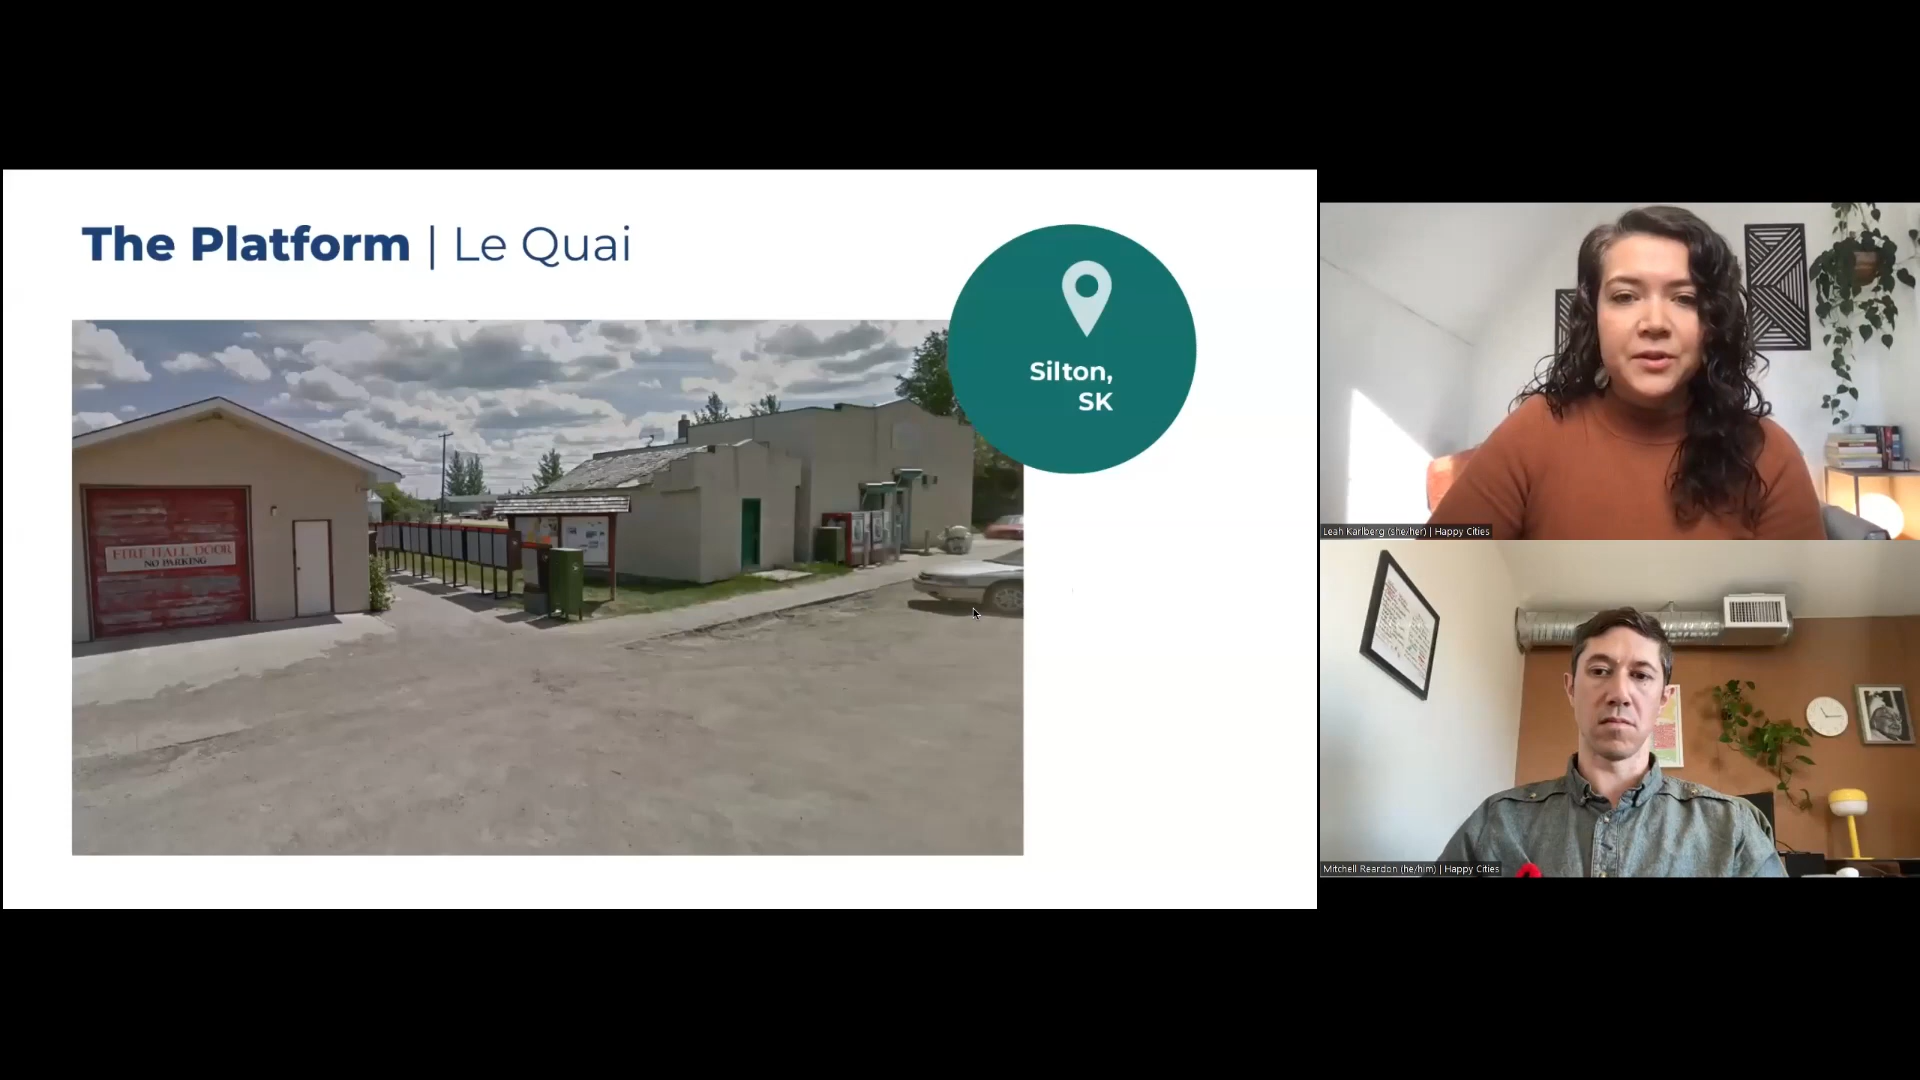 The Platform | Le Quai
Silton,
SK
FIRE HALL DOOR
NO PARKING
Leah Karlberg (she/her) | Happy Cities
Mitchell Reardon (he/him) | Happy Cities